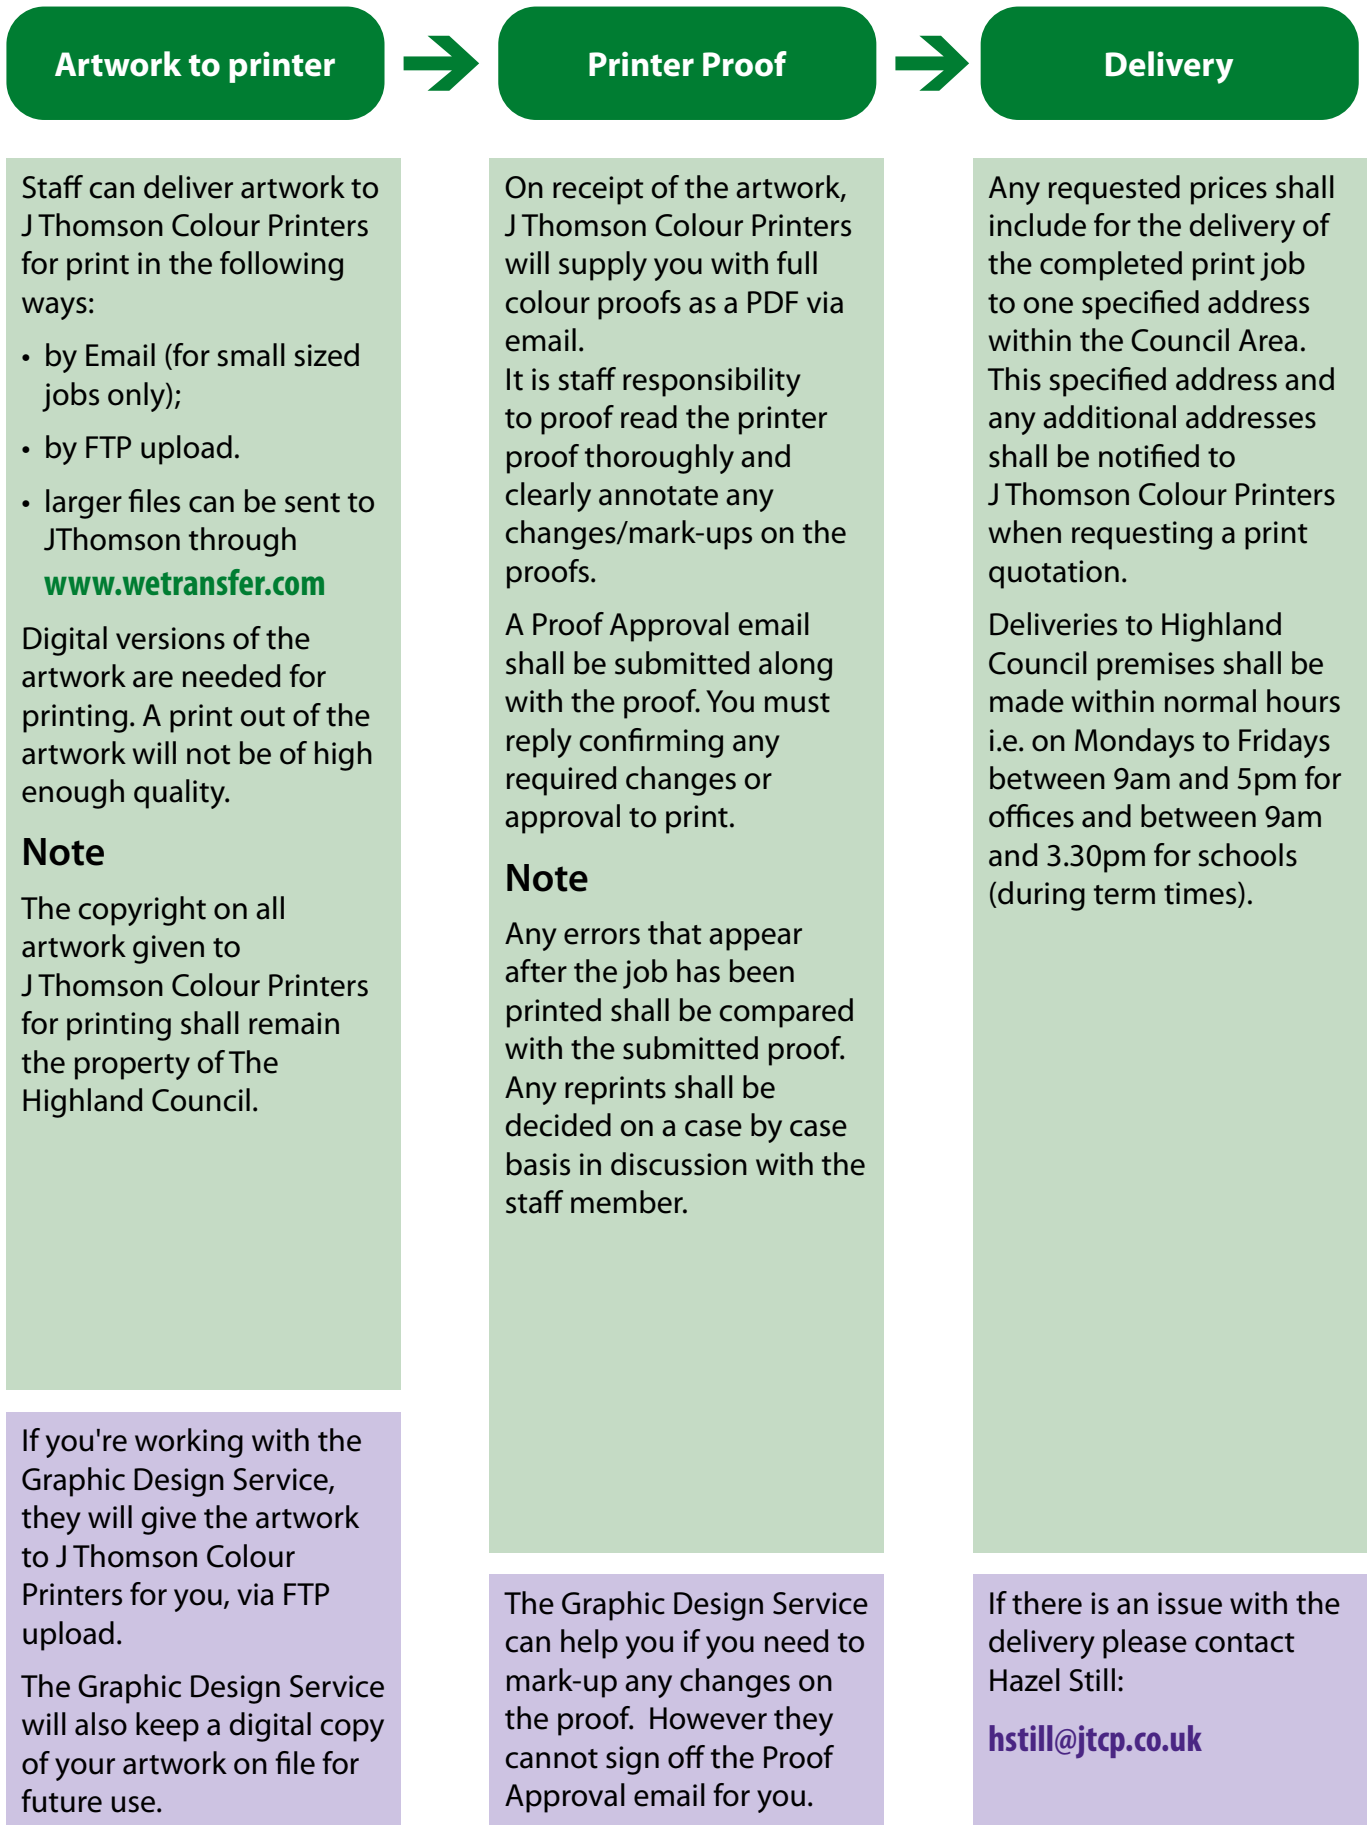 Artwork to printer
Staff can deliver artwork to
J Thomson Colour Printers
for print in the following
ways:
• by Email (for small sized
jobs only);
• by FTP upload.
• larger files can be sent to
JThomson through
www.wetransfer.com
Digital versions of the
artwork are needed for
printing. A print out of the
artwork will not be of high
enough quality.
Note
The copyright on all
artwork given to
J Thomson Colour Printers
for printing shall remain
the property of The
Highland Council.
If you're working with the
Graphic Design Service,
they will give the artwork
to J Thomson Colour
Printers for you, via FTP
upload.
The Graphic Design Service
will also keep a digital copy
of your artwork on file for
future use.
Printer Proof
On receipt of the artwork,
J Thomson Colour Printers
will supply you with full
colour proofs as a PDF via
email.
It is staff responsibility
to proof read the printer
proof thoroughly and
clearly annotate any
changes/mark-ups on the
proofs.
A Proof Approval email
shall be submitted along
with the proof. You must
reply confirming any
required changes or
approval to print.
Note
Any errors that appear
after the job has been
printed shall be compared
with the submitted proof.
Any reprints shall be
decided on a case by case
basis in discussion with the
staff member.
The Graphic Design Service
can help you if you need to
mark-up any changes on
the proof.  However they
cannot sign off the Proof
Approval email for you.
Delivery
Any requested prices shall
include for the delivery of
the completed print job
to one specified address
within the Council Area.
This specified address and
any additional addresses
shall be notified to
J Thomson Colour Printers
when requesting a print
quotation.
Deliveries to Highland
Council premises shall be
made within normal hours
i.e. on Mondays to Fridays
between 9am and 5pm for
offices and between 9am
and 3.30pm for schools
(during term times).
If there is an issue with the
delivery please contact
Hazel Still:
hstill@jtcp.co.uk